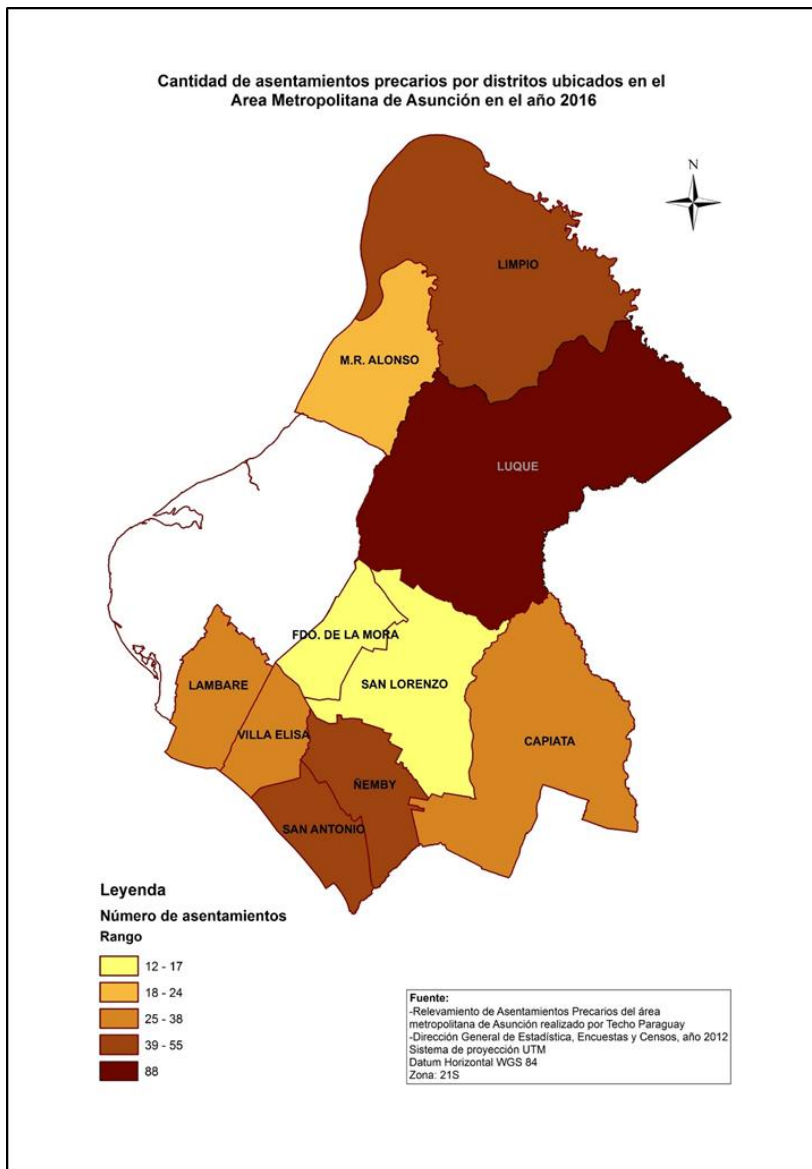 Cantidad de asentamientos precarios por distritos ubicados en el
Area Metropolitana de Asunción en el año 2016
N
LIMPIO
M.R. ALONSO
LUQUE
FDO. DE LA MORA
LAMBARE
SAN LORENZO
VILLA ELISA
CAPIATA
ÑEMBY
SAN ANTONIO
Leyenda
Número de asentamientos
Rango
12 - 17
18 - 24
25 - 38
39 - 55
88
Fuente:
-Relevamiento de Asentamientos Precarios del área
metropolitana de Asunción realizado por Techo Paraguay
-Dirección General de Estadística, Encuestas y Censos, año 2012
Sistema de proyección UTM
Datum Horizontal WGS 84
Zona: 21S